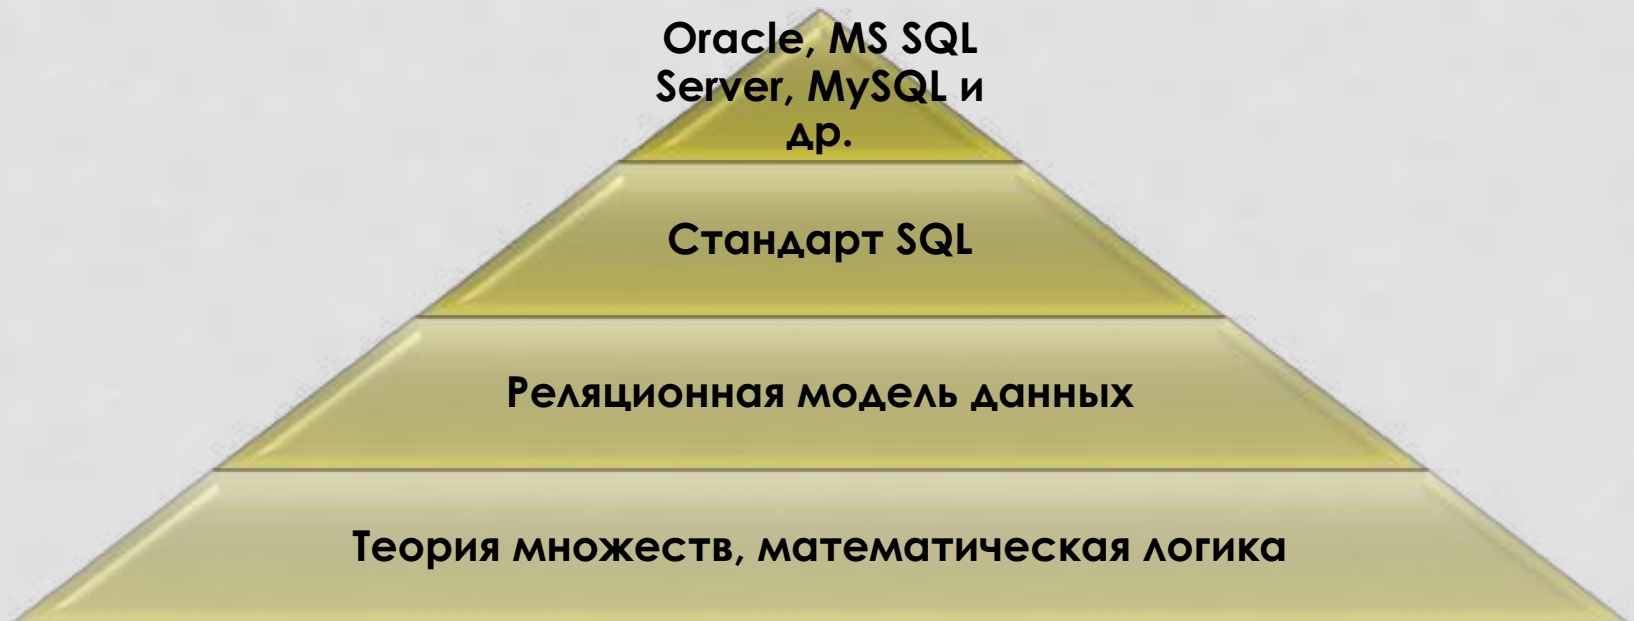 Oracle, MS SQL
Server, MySQL и
др.
Стандарт SQL
Реляционная модель данных
Теория множеств, математическая логика